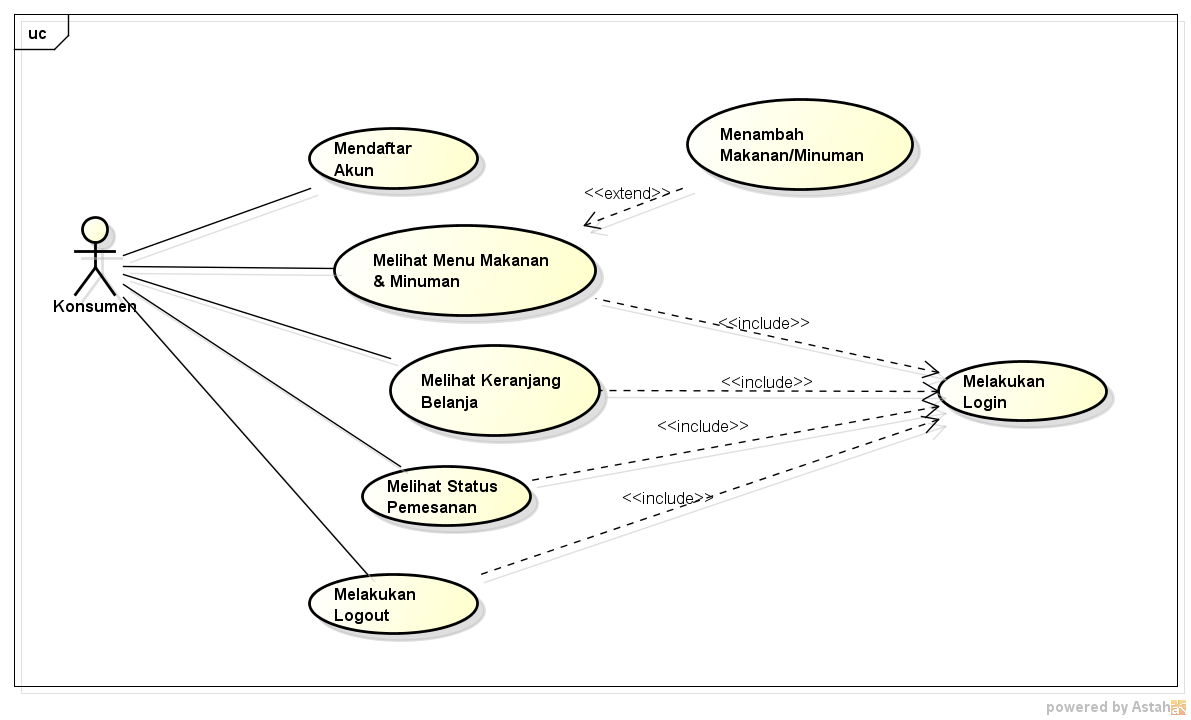 uc
Mendaftar
Akun
Menambah
Makanan/Minuman
<<extend>>
Konsumen
Melihat Menu Makanan
& Minuman
<<include>>
Melihat Keranjang
Belanja
<<include>>
Melakukan
Login
<<include>>
Melihat Status
Pemesanan
<<include>>
Melakukan
Logout
powered by Astah